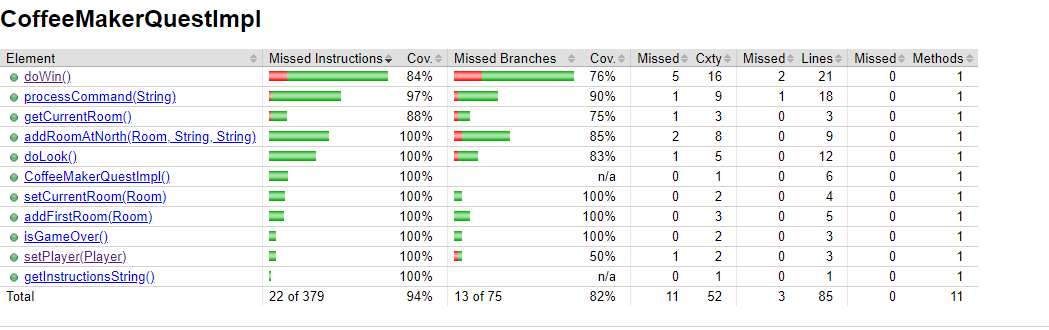 CoffeeMakerQuestImpl
Element Missed Instructions Cov. Missed Branches Cov. Missed Cxty Missed Lines Missed Methods
doWin() 84% 76% 5 16 2 21 0 1
processCommand(String) 97% 90% 1 9 1 18 0 1
getCurrentRoom() 88% 75% 1 3 0 3 0 1
addRoomAtNorth(Room, String, String) 100% 85% 2 8 0 9 0 1
doLook() 100% 83% 1 5 0 12 0 1
CoffeeMakerQuestImpl() 100% n/a 0 1 0 6 0 1
setCurrentRoom(Room) 100% 100% 0 2 0 4 0 1
addFirstRoom(Room) 100% 100% 0 3 0 5 0 1
isGameOver() 100% 100% 0 2 0 3 0 1
setPlayer(Player) 100% 50% 1 2 0 3 0 1
getInstructionsString() 100% n/a 0 1 0 1 0 1
Total 22 of 379 94% 13 of 75 82% 11 52 3 85 0 11